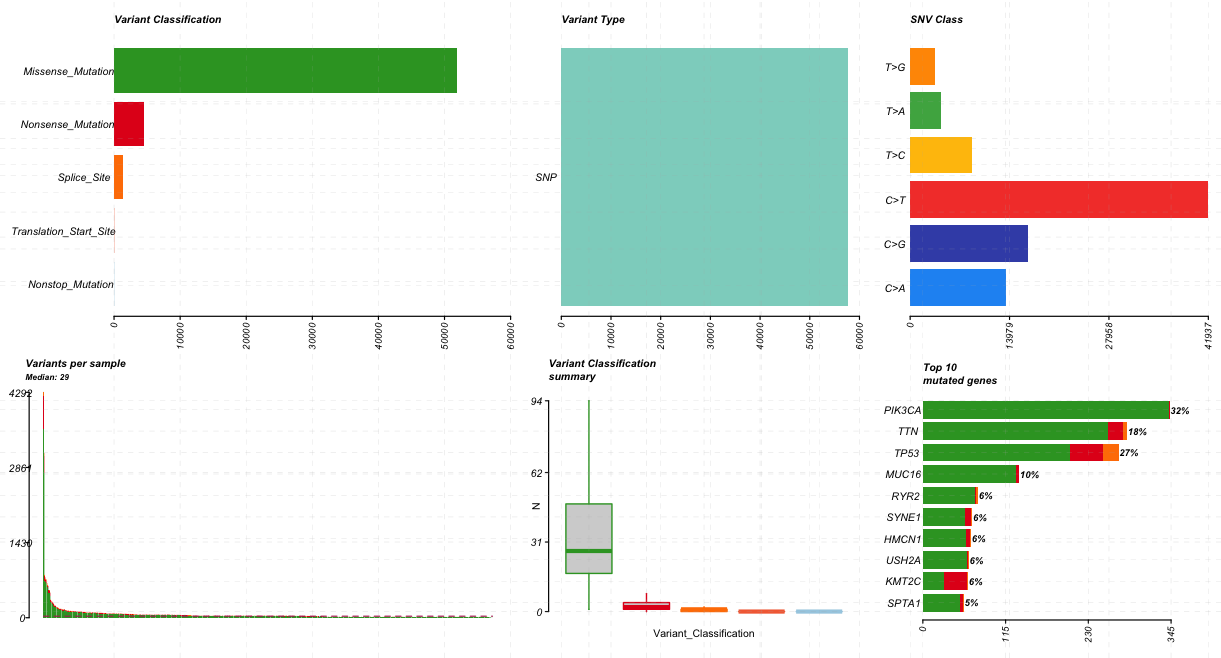 Variant Classification
Missense_Mutation
Nonsense_Mutation
Splice_Site
Translation_Start_Site
Nonstop_Mutation
0
10000
20000
30000
40000
50000
60000
Variant Type
SNP
0
10000
20000
30000
40000
50000
60000
SNV Class
T>G
T>A
T>C
C>T
C>G
C>A
0
13979
27958
41937
Variants per sample
Median: 29
4292
2861
1430
0
Variant Classification
summary
94
62
31
0
N
Variant_Classification
Top 10
mutated genes
PIK3CA 32%
TTN 18%
TP53 27%
MUC16 10%
RYR2 6%
SYNE1 6%
HMCN1 6%
USH2A 6%
KMT2C 6%
SPTA1 5%
0
115
230
345